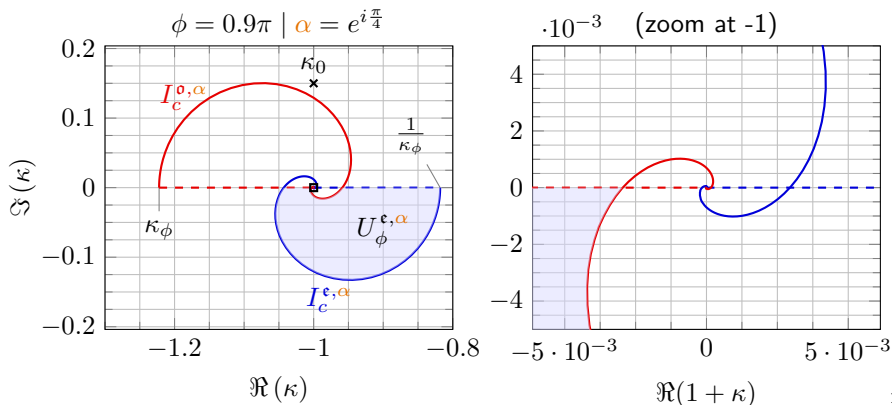 ϕ = 0.9π | α = e^{i π/4}
0.2
0.1
0
−0.1
−0.2
ℑ (κ)
κ_0
I_c^{𝔬,α}
1/κ_ϕ
κ_ϕ
U_ϕ^{𝔢,α}
I_c^{𝔢,α}
−1.2 −1 −0.8
ℜ (κ)
(zoom at -1)
·10^{−3}
4
2
0
−2
−4
−5 · 10^{−3} 0 5 · 10^{−3}
ℜ(1 + κ)